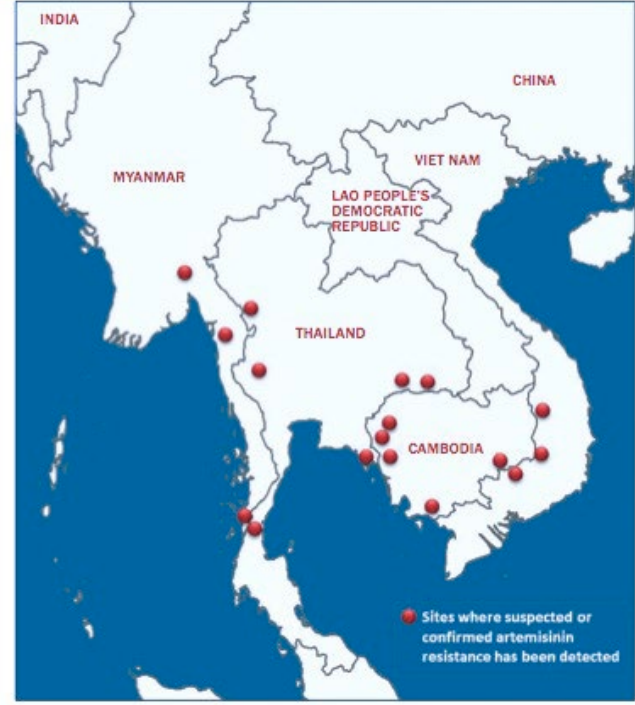 INDIA
CHINA
VIET NAM
MYANMAR
LAO PEOPLE'S
DEMOCRATIC
REPUBLIC
THAILAND
CAMBODIA
Sites where suspected or
confirmed artemisinin
resistance has been detected